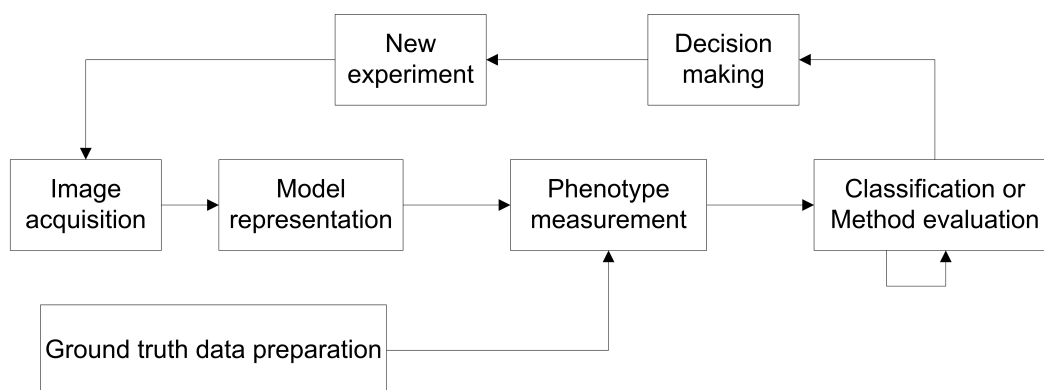 New
experiment
Decision
making
Image
acquisition
Model
representation
Phenotype
measurement
Classification or
Method evaluation
Ground truth data preparation